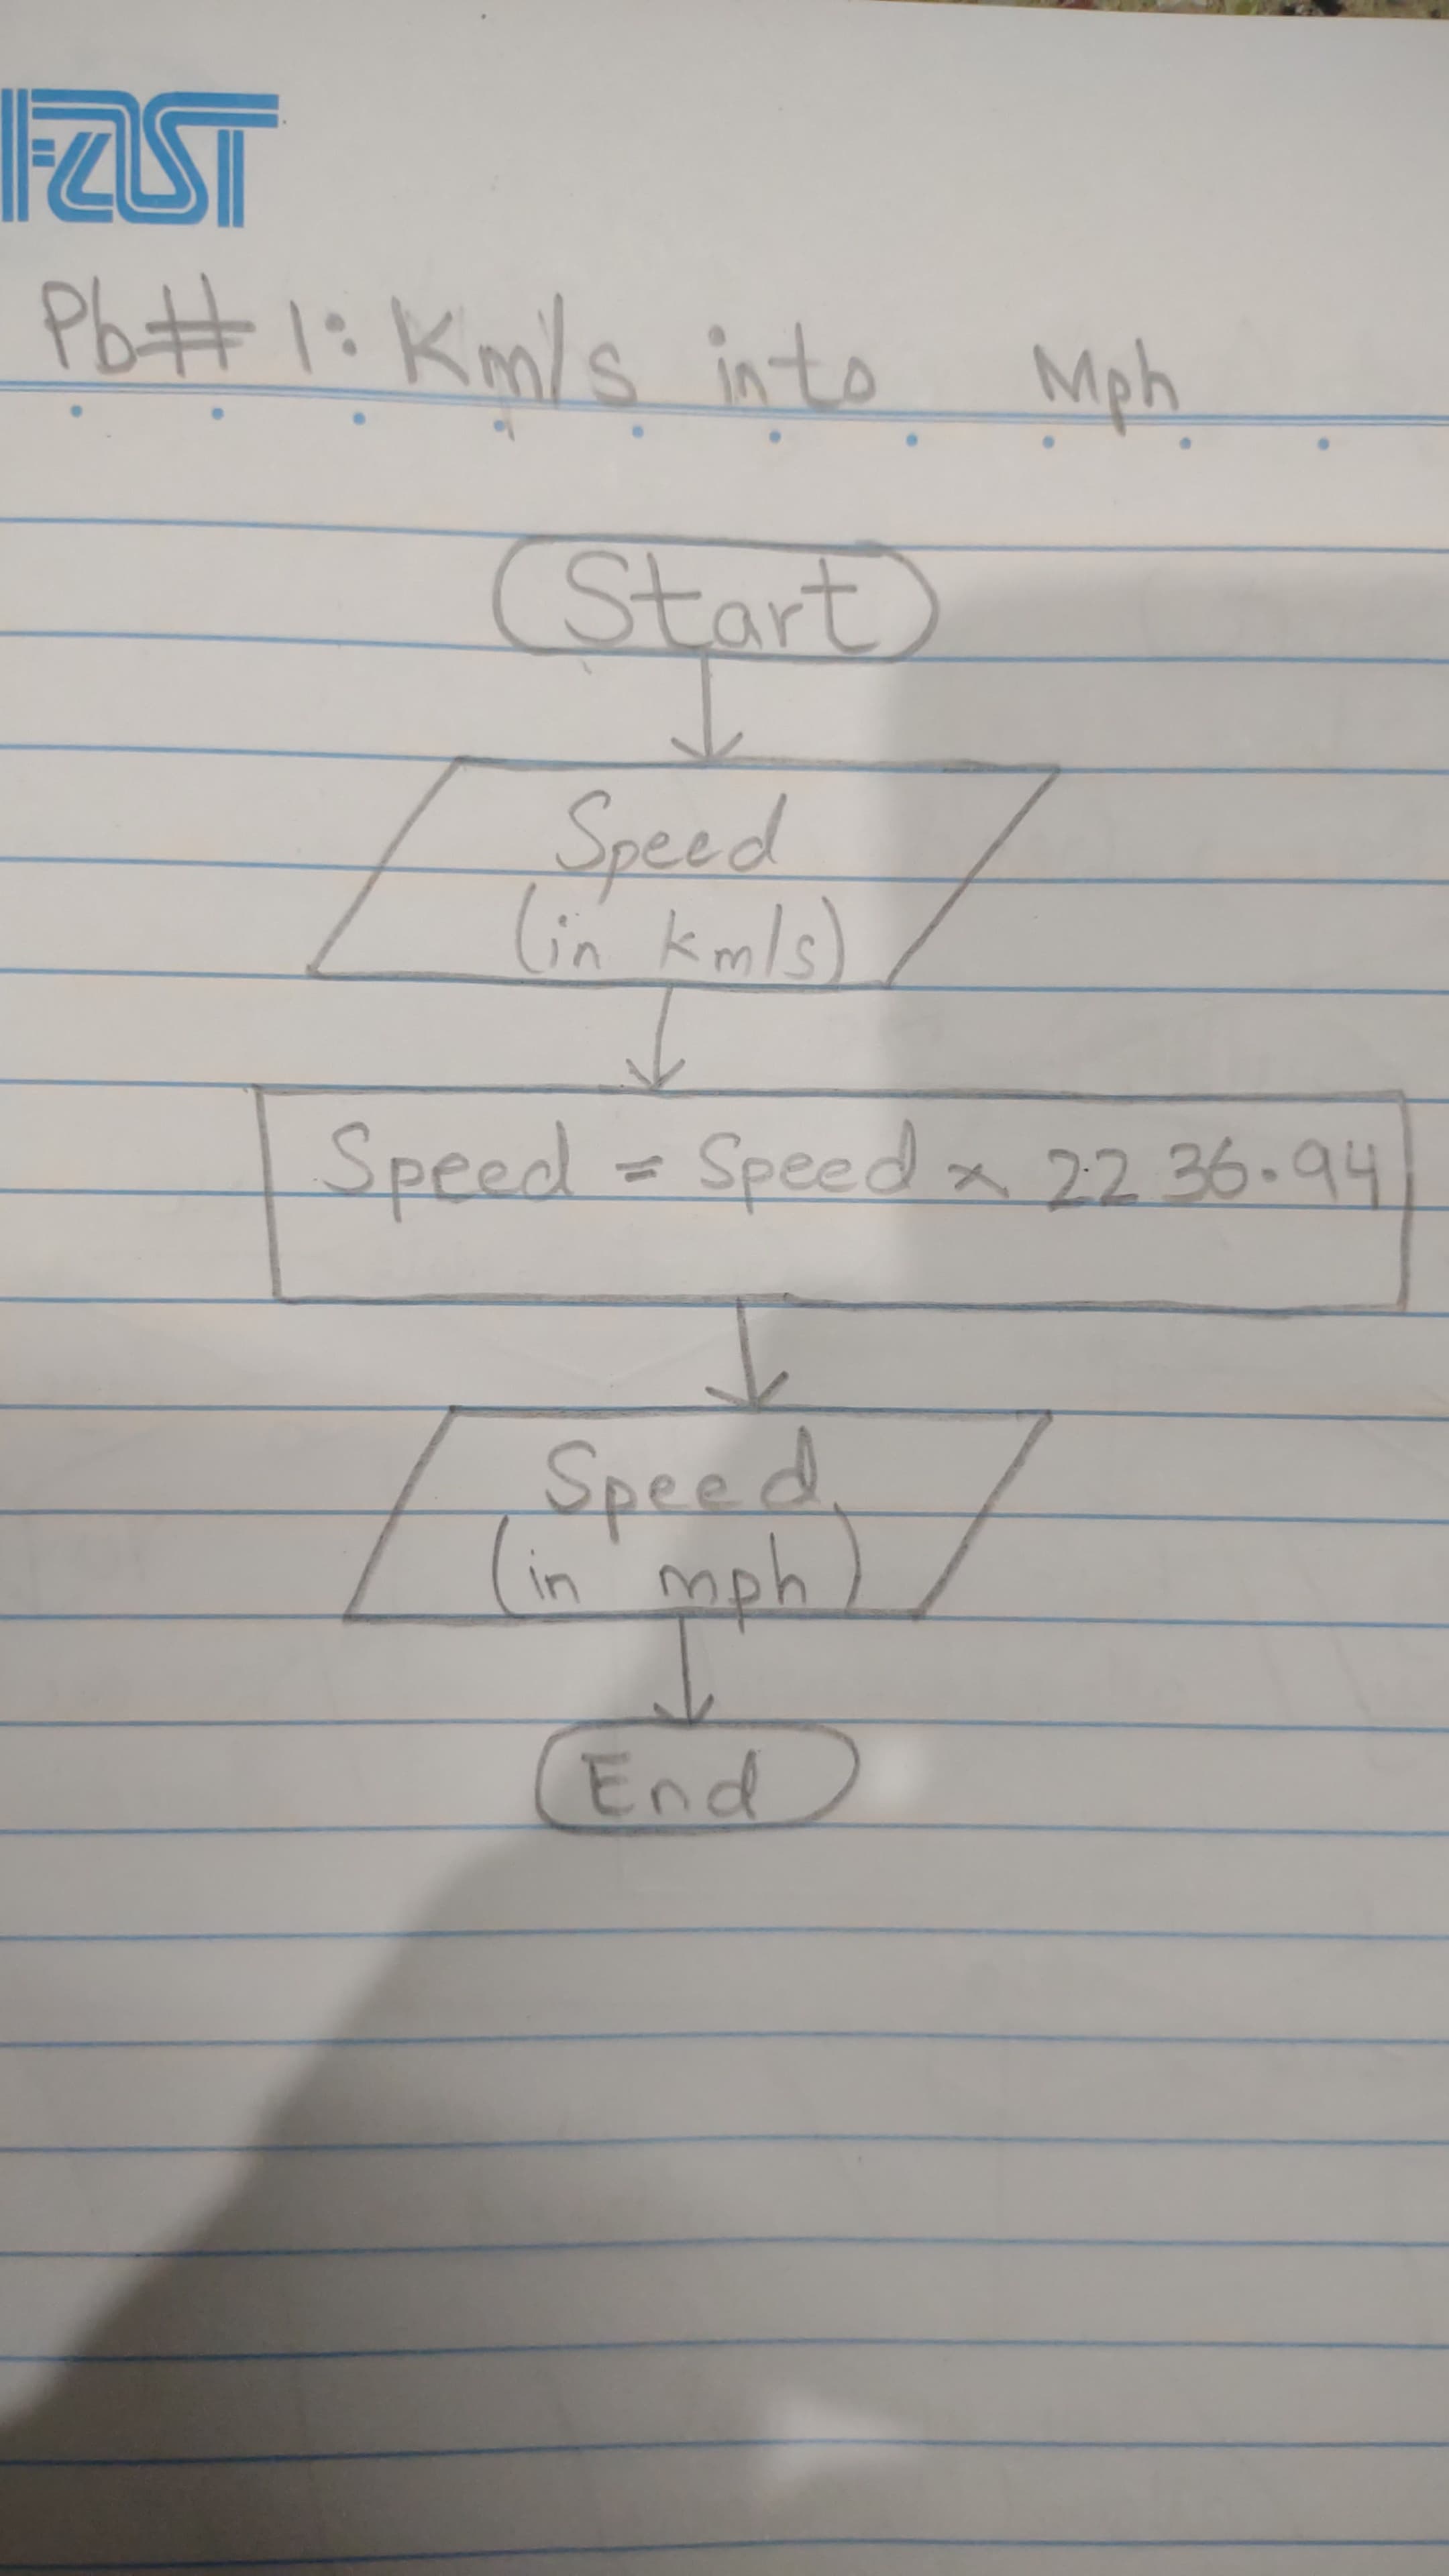 FAST
Pb# 1: Km/s into Mph
Start
Speed
(in km/s)
Speed = Speed × 2236.94
Speed
(in mph)
End